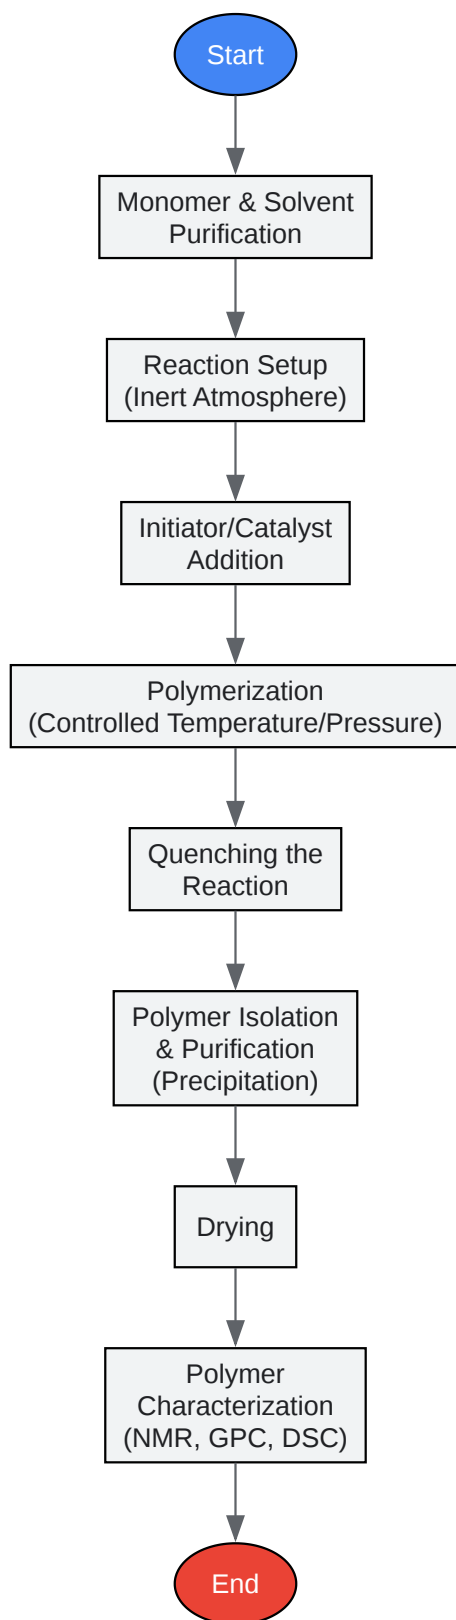 Start
Monomer & Solvent
Purification
Reaction Setup
(Inert Atmosphere)
Initiator/Catalyst
Addition
Polymerization
(Controlled Temperature/Pressure)
Quenching the
Reaction
Polymer Isolation
& Purification
(Precipitation)
Drying
Polymer
Characterization
(NMR, GPC, DSC)
End